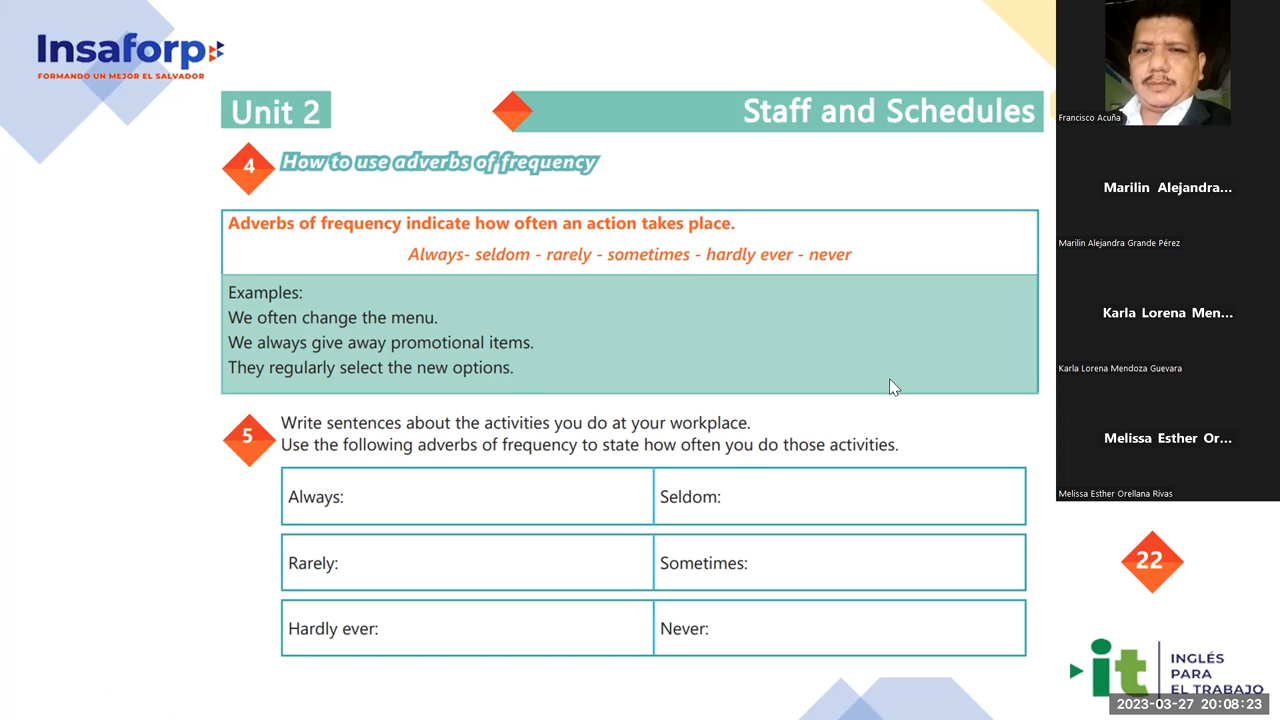 Insaforp
FORMANDO UN MEJOR EL SALVADOR
Unit 2
Staff and Schedules
4
How to use adverbs of frequency
Adverbs of frequency indicate how often an action takes place.
Always- seldom - rarely - sometimes - hardly ever - never
Examples:
We often change the menu.
We always give away promotional items.
They regularly select the new options.
5
Write sentences about the activities you do at your workplace.
Use the following adverbs of frequency to state how often you do those activities.
Always:
Seldom:
Rarely:
Sometimes:
Hardly ever:
Never:
Francisco Acuña
Marilin Alejandra...
Marilin Alejandra Grande Pérez
Karla Lorena Men...
Karla Lorena Mendoza Guevara
Melissa Esther Or...
Melissa Esther Orellana Rivas
22
it
INGLÉS
PARA
EL TRABAJO
2023-03-27 20:08:23